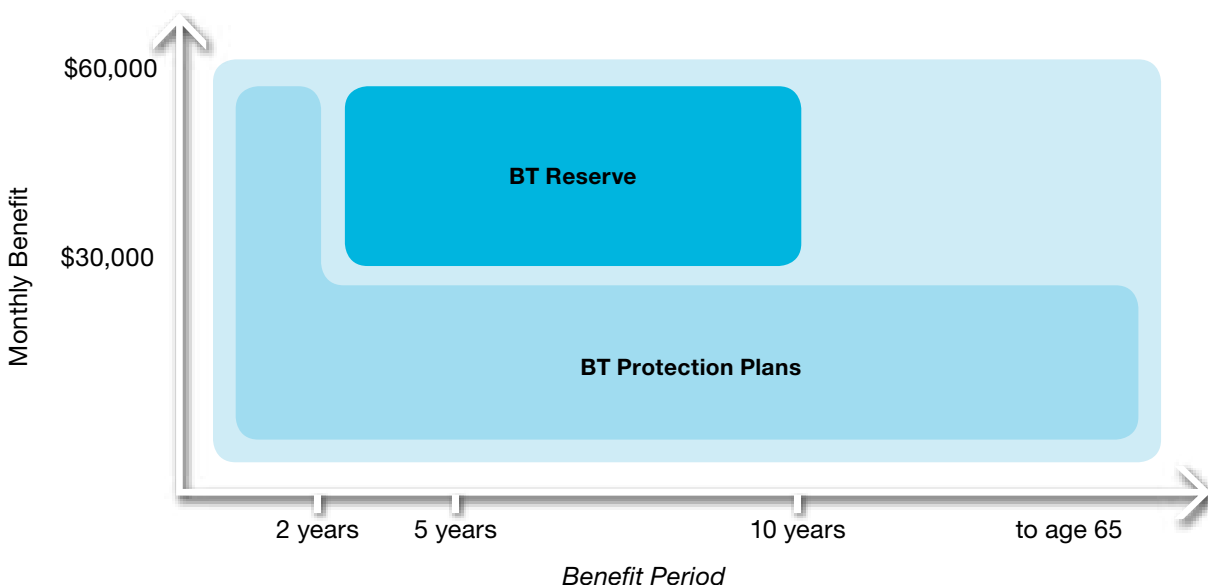 $60,000
BT Reserve
$30,000
Monthly Benefit
BT Protection Plans
2 years
5 years
10 years
to age 65
Benefit Period